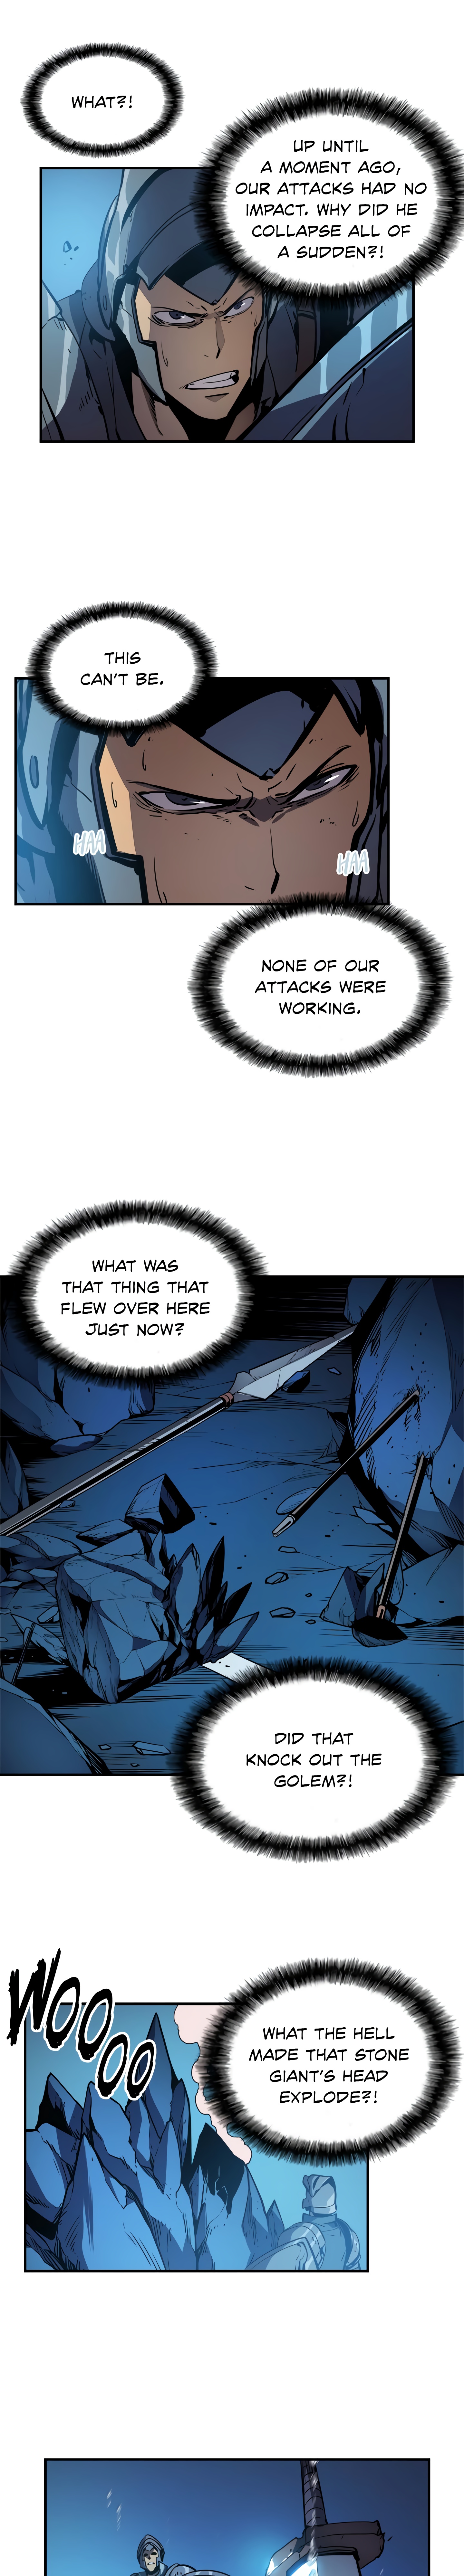 WHAT?!
UP UNTIL
A MOMENT AGO,
OUR ATTACKS HAD NO
IMPACT. WHY DID HE
COLLAPSE ALL OF
A SUDDEN?!
THIS
CAN'T BE.
HAA
HAA
NONE OF OUR
ATTACKS WERE
WORKING.
WHAT WAS
THAT THING THAT
FLEW OVER HERE
JUST NOW?
DID THAT
KNOCK OUT THE
GOLEM?!
WOOOO
WHAT THE HELL
MADE THAT STONE
GIANT'S HEAD
EXPLODE?!